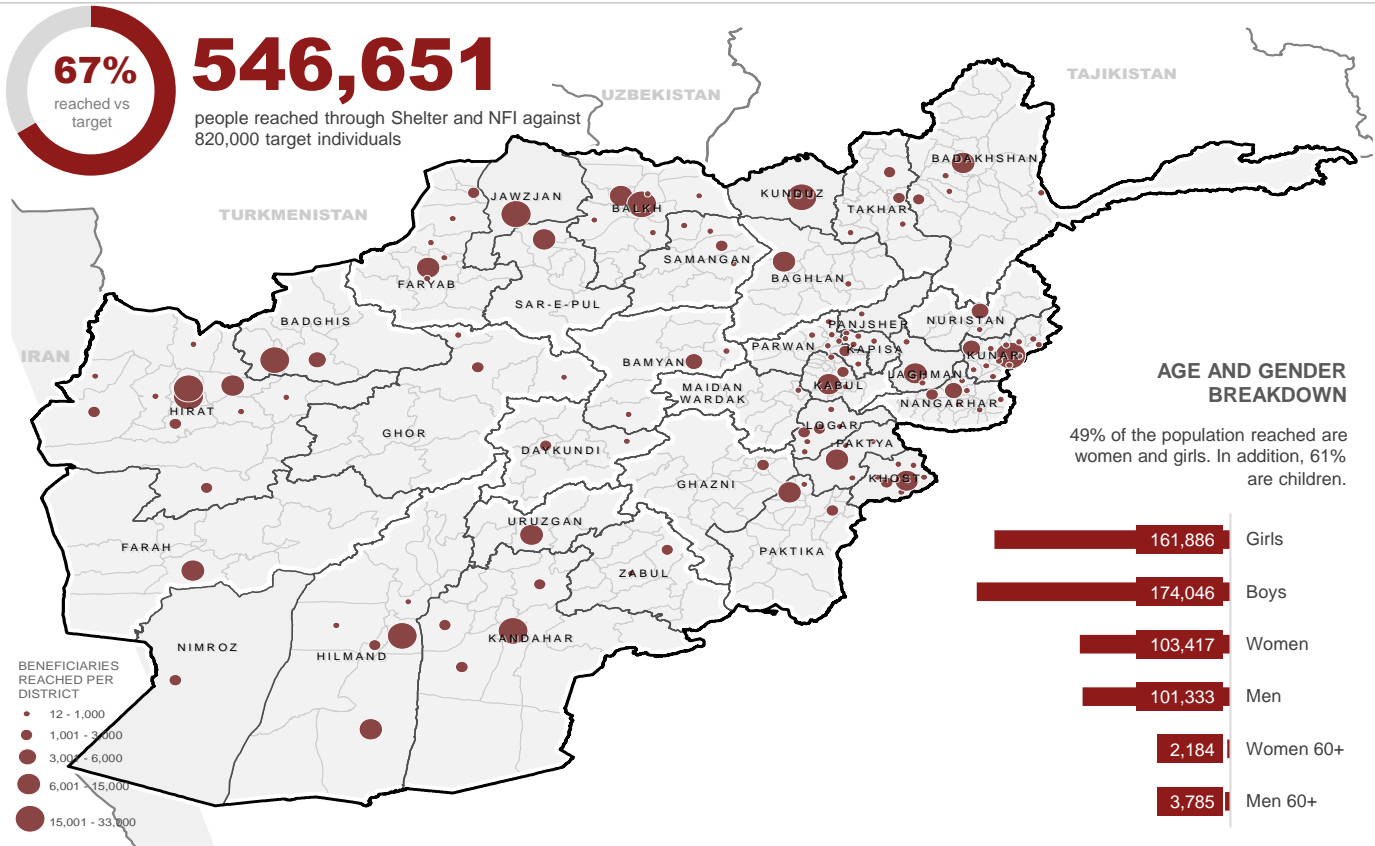 67%
reached vs
target
546,651
people reached through Shelter and NFI against
820,000 target individuals
UZBEKISTAN
TAJIKISTAN
TURKMENISTAN
IRAN
BADAKHSHAN
JAWZJAN
BALKH
KUNDUZ
TAKHAR
SAMANGAN
BAGHLAN
FARYAB
SAR-E-PUL
BADGHIS
PANJSHER
NURISTAN
PARWAN
KAPISA
KUNAR
BAMYAN
LAGHMAN
KABUL
MAIDAN
WARDAK
NANGARHAR
HIRAT
GHOR
LOGAR
PAKTYA
DAYKUNDI
KHOST
GHAZNI
URUZGAN
FARAH
PAKTIKA
ZABUL
KANDAHAR
NIMROZ
HILMAND
BENEFICIARIES
REACHED PER
DISTRICT
12 - 1,000
1,001 - 3,000
3,001 - 6,000
6,001 - 15,000
15,001 - 33,000
AGE AND GENDER
BREAKDOWN
49% of the population reached are
women and girls. In addition, 61%
are children.
161,886 Girls
174,046 Boys
103,417 Women
101,333 Men
2,184 Women 60+
3,785 Men 60+